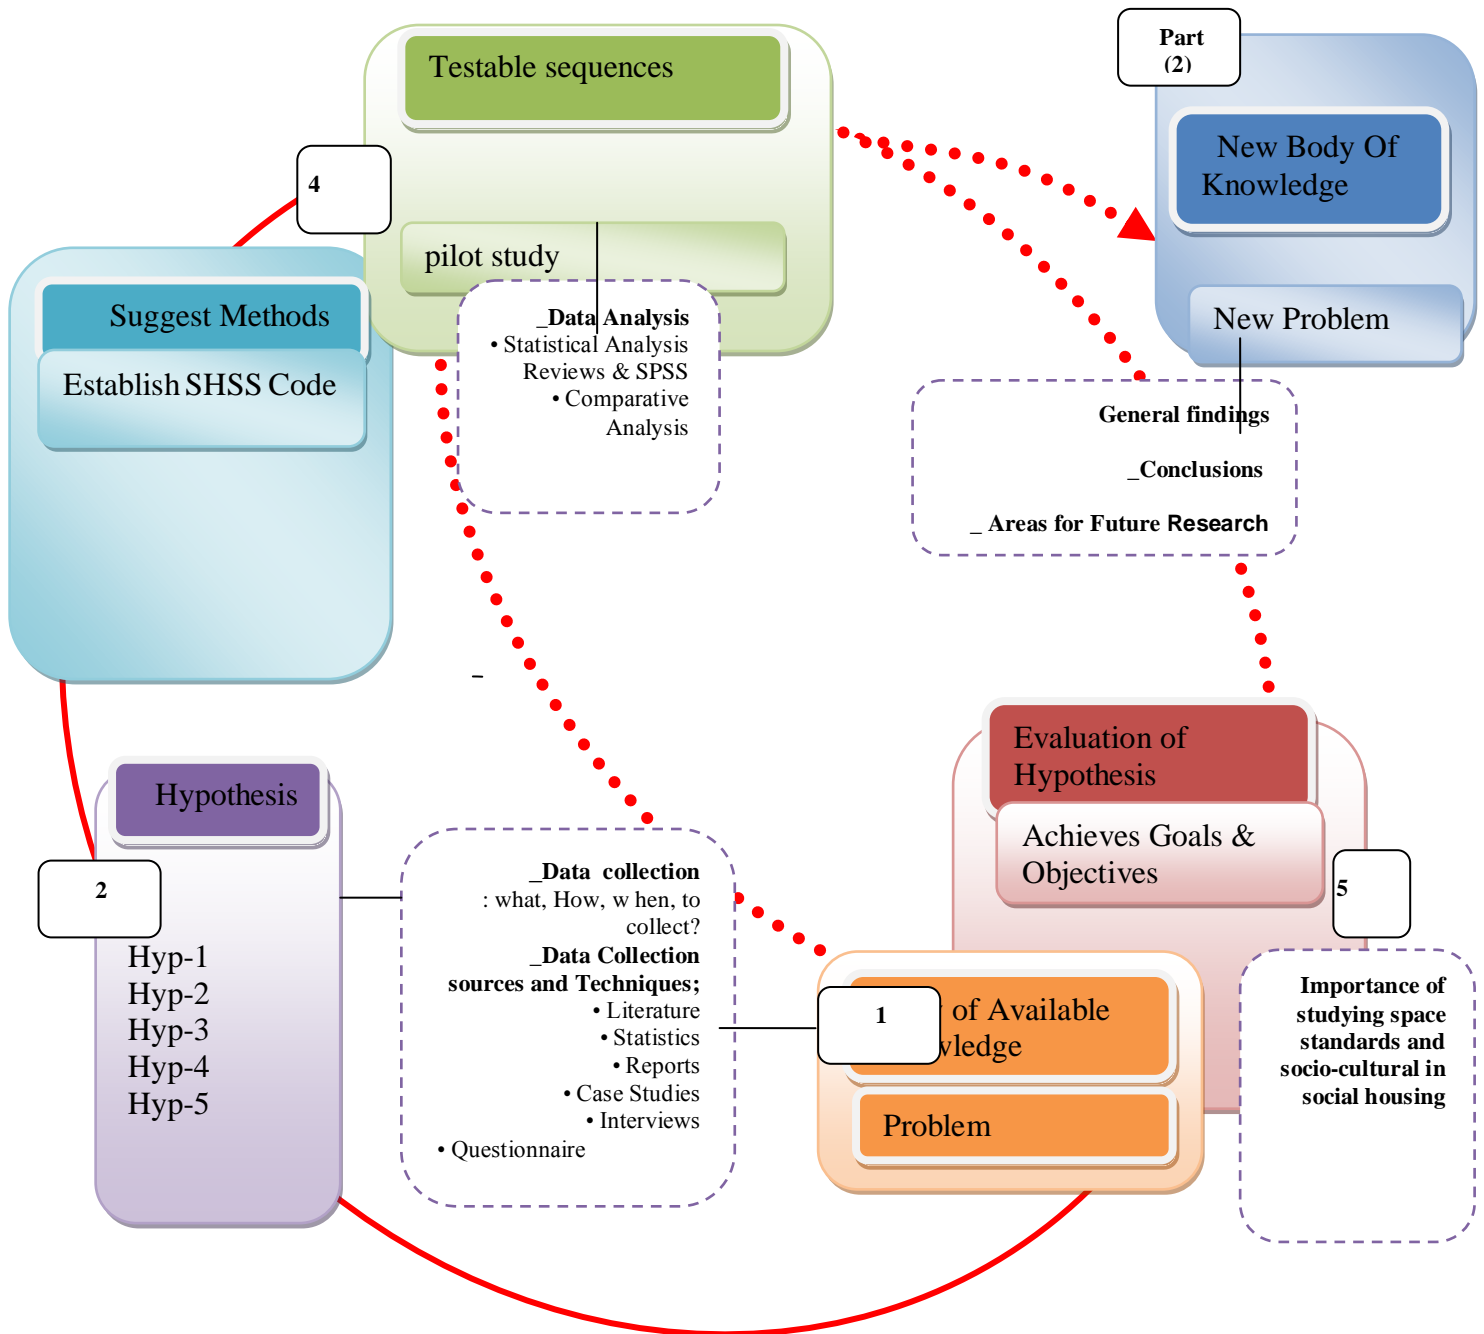 Testable sequences
pilot study
4
_Data Analysis
• Statistical Analysis
Reviews & SPSS
• Comparative
Analysis
Part
(2)
New Body Of
Knowledge
New Problem
General findings
_Conclusions
_ Areas for Future Research
Suggest Methods
Establish SHSS Code
Hypothesis
2
Hyp-1
Hyp-2
Hyp-3
Hyp-4
Hyp-5
_Data collection
: what, How, w hen, to
collect?
_Data Collection
sources and Techniques;
• Literature
• Statistics
• Reports
• Case Studies
• Interviews
• Questionnaire
_
1
of Available
Problem
Evaluation of
Hypothesis
Achieves Goals &
Objectives
5
Importance of
studying space
standards and
socio-cultural in
social housing